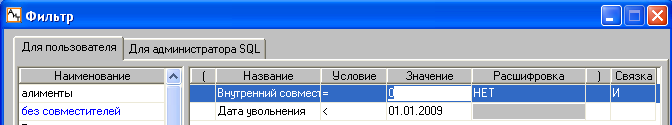 Фильтр
Для пользователя Для администратора SQL
Наименование ( Название Условие Значение Расшифровка ) Связка
алименты Внутренний совмест = 0 НЕТ И
без совместителей Дата увольнения < 01.01.2009